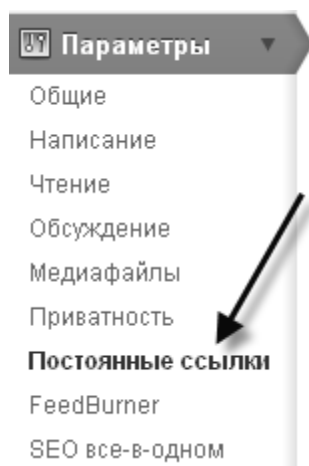 Параметры
Общие
Написание
Чтение
Обсуждение
Медиафайлы
Приватность
Постоянные ссылки
FeedBurner
SEO все-в-одном